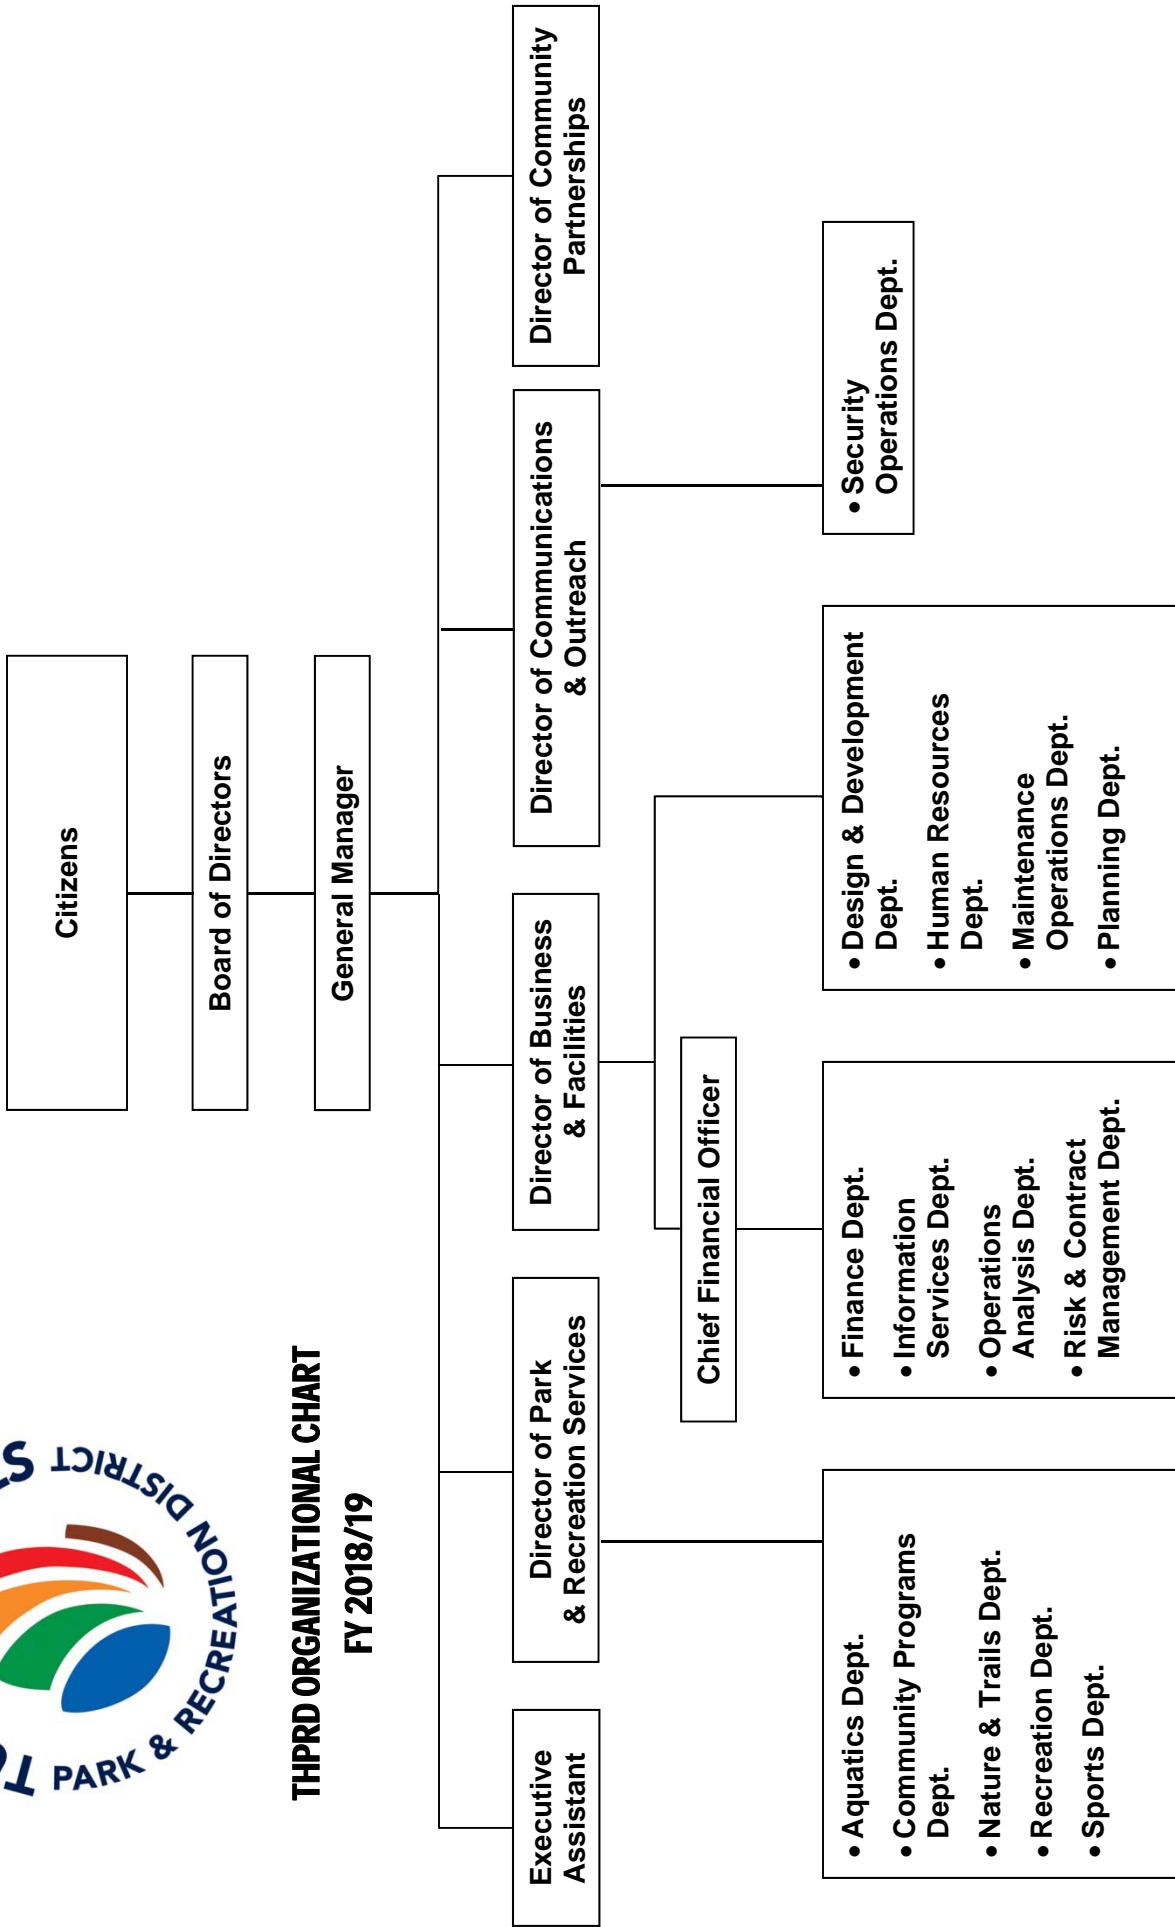 PARK & RECREATION DISTRICT
THPRD ORGANIZATIONAL CHART
FY 2018/19
Citizens
Board of Directors
General Manager
Executive
Assistant
Director of Park
& Recreation Services
Director of Business
& Facilities
Director of Communications
& Outreach
Director of Community
Partnerships
Chief Financial Officer
• Aquatics Dept.
• Community Programs
Dept.
• Nature & Trails Dept.
• Recreation Dept.
• Sports Dept.
• Finance Dept.
• Information
Services Dept.
• Operations
Analysis Dept.
• Risk & Contract
Management Dept.
• Design & Development
Dept.
• Human Resources
Dept.
• Maintenance
Operations Dept.
• Planning Dept.
• Security
Operations Dept.